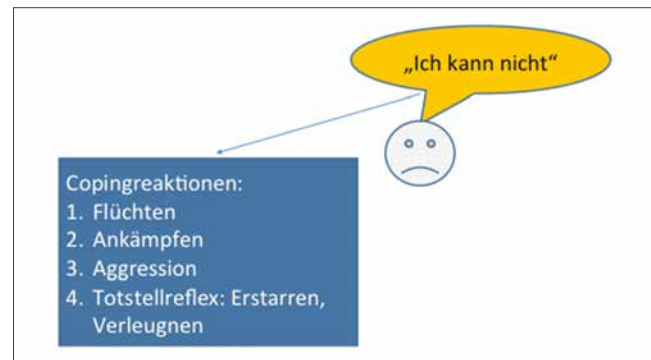 „Ich kann nicht“
Copingreaktionen:
1. Flüchten
2. Ankämpfen
3. Aggression
4. Totstellreflex: Erstarren,
Verleugnen